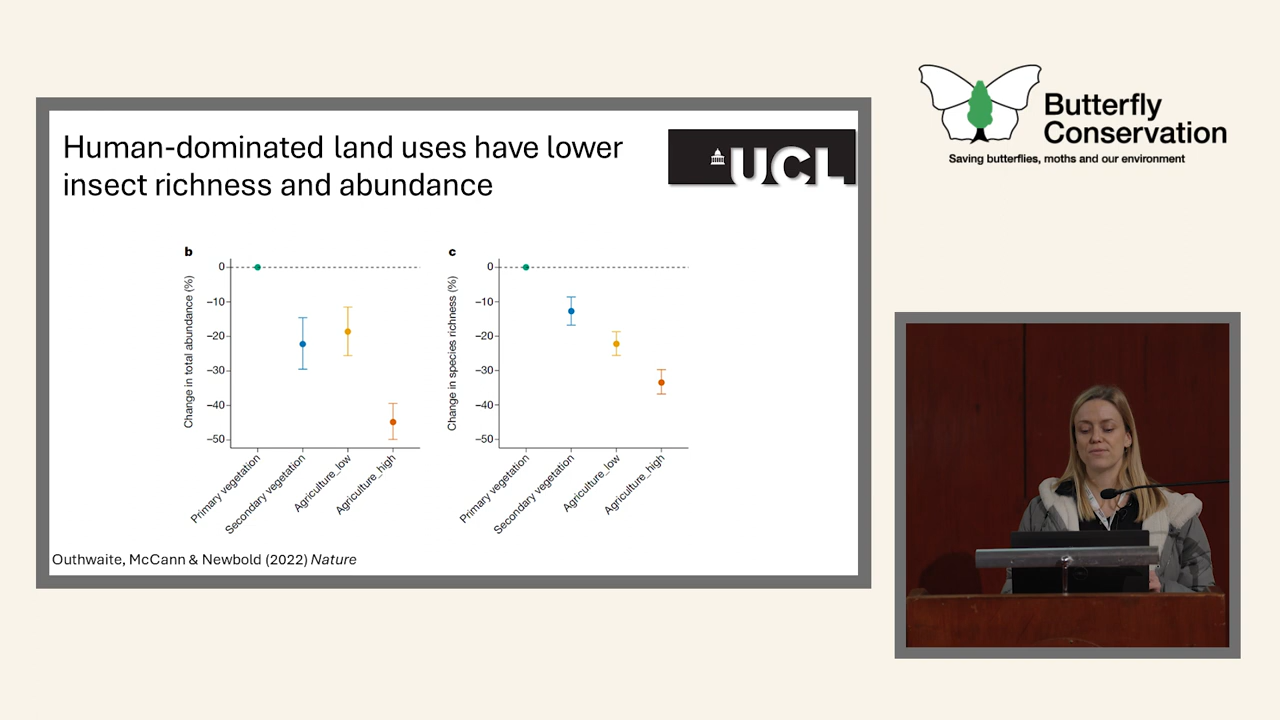 Human-dominated land uses have lower
insect richness and abundance
UCL
b
Change in total abundance (%)
0
−10
−20
−30
−40
−50
Primary vegetation
Secondary vegetation
Agriculture_low
Agriculture_high
c
Change in species richness (%)
0
−10
−20
−30
−40
−50
Primary vegetation
Secondary vegetation
Agriculture_low
Agriculture_high
Outhwaite, McCann & Newbold (2022) Nature
Butterfly
Conservation
Saving butterflies, moths and our environment